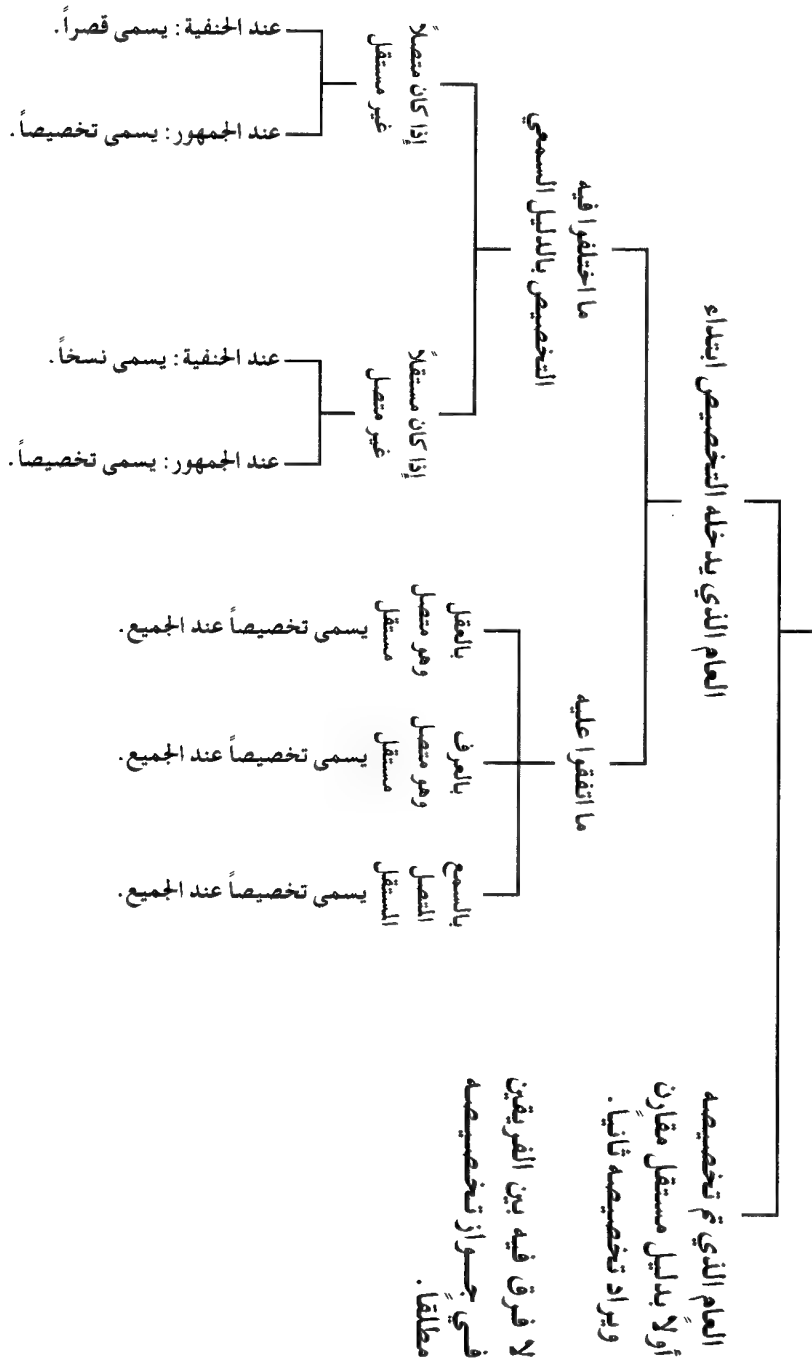 العام الذي يدخله التخصيص ابتداء
ما اختلفوا فيه
التخصيص بالدليل السمعي
إذا كان متصلاً
غير مستقل
عند الحنفية: يسمى قصراً.
عند الجمهور: يسمى تخصيصاً.
إذا كان مستقلاً
غير متصل
عند الحنفية: يسمى نسخاً.
عند الجمهور: يسمى تخصيصاً.
ما اتفقوا عليه
بالعقل
وهو متصل
مستقل
يسمى تخصيصاً عند الجميع.
بالعرف
وهو متصل
مستقل
يسمى تخصيصاً عند الجميع.
بالسمع
المتصل
المستقل
يسمى تخصيصاً عند الجميع.
العام الذي تم تخصيصه
أولاً بدليل مستقل مقارن
ويراد تخصيصه ثانياً.
لا فرق فيه بين الفريقين
في جواز تخصيصه
مطلقاً.